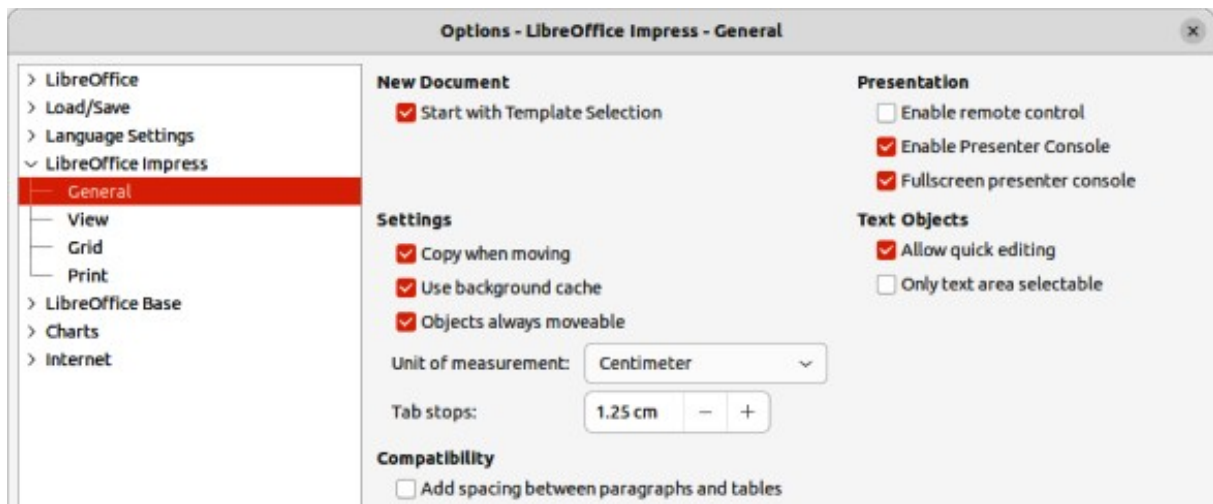 Options - LibreOffice Impress - General
LibreOffice
Load/Save
Language Settings
LibreOffice Impress
General
View
Grid
Print
LibreOffice Base
Charts
Internet
New Document
Start with Template Selection
Settings
Copy when moving
Use background cache
Objects always moveable
Unit of measurement: Centimeter
Tab stops: 1.25 cm
Compatibility
Add spacing between paragraphs and tables
Presentation
Enable remote control
Enable Presenter Console
Fullscreen presenter console
Text Objects
Allow quick editing
Only text area selectable